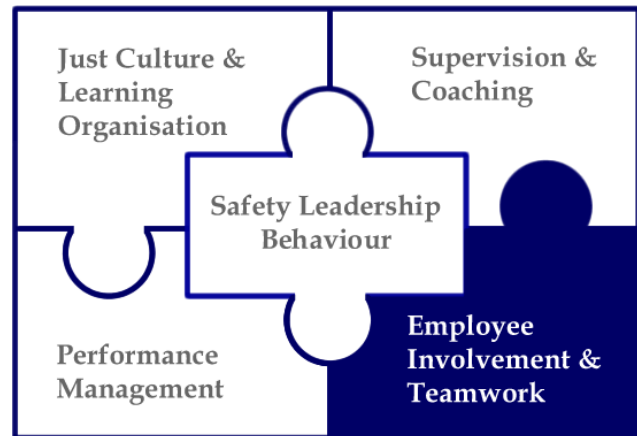 Just Culture &
Learning
Organisation
Supervision &
Coaching
Safety Leadership
Behaviour
Performance
Management
Employee
Involvement &
Teamwork